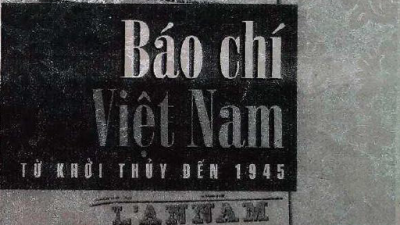 Báo chí
Việt Nam
TỪ KHỞI THỦY ĐẾN 1945
L'ANNAM